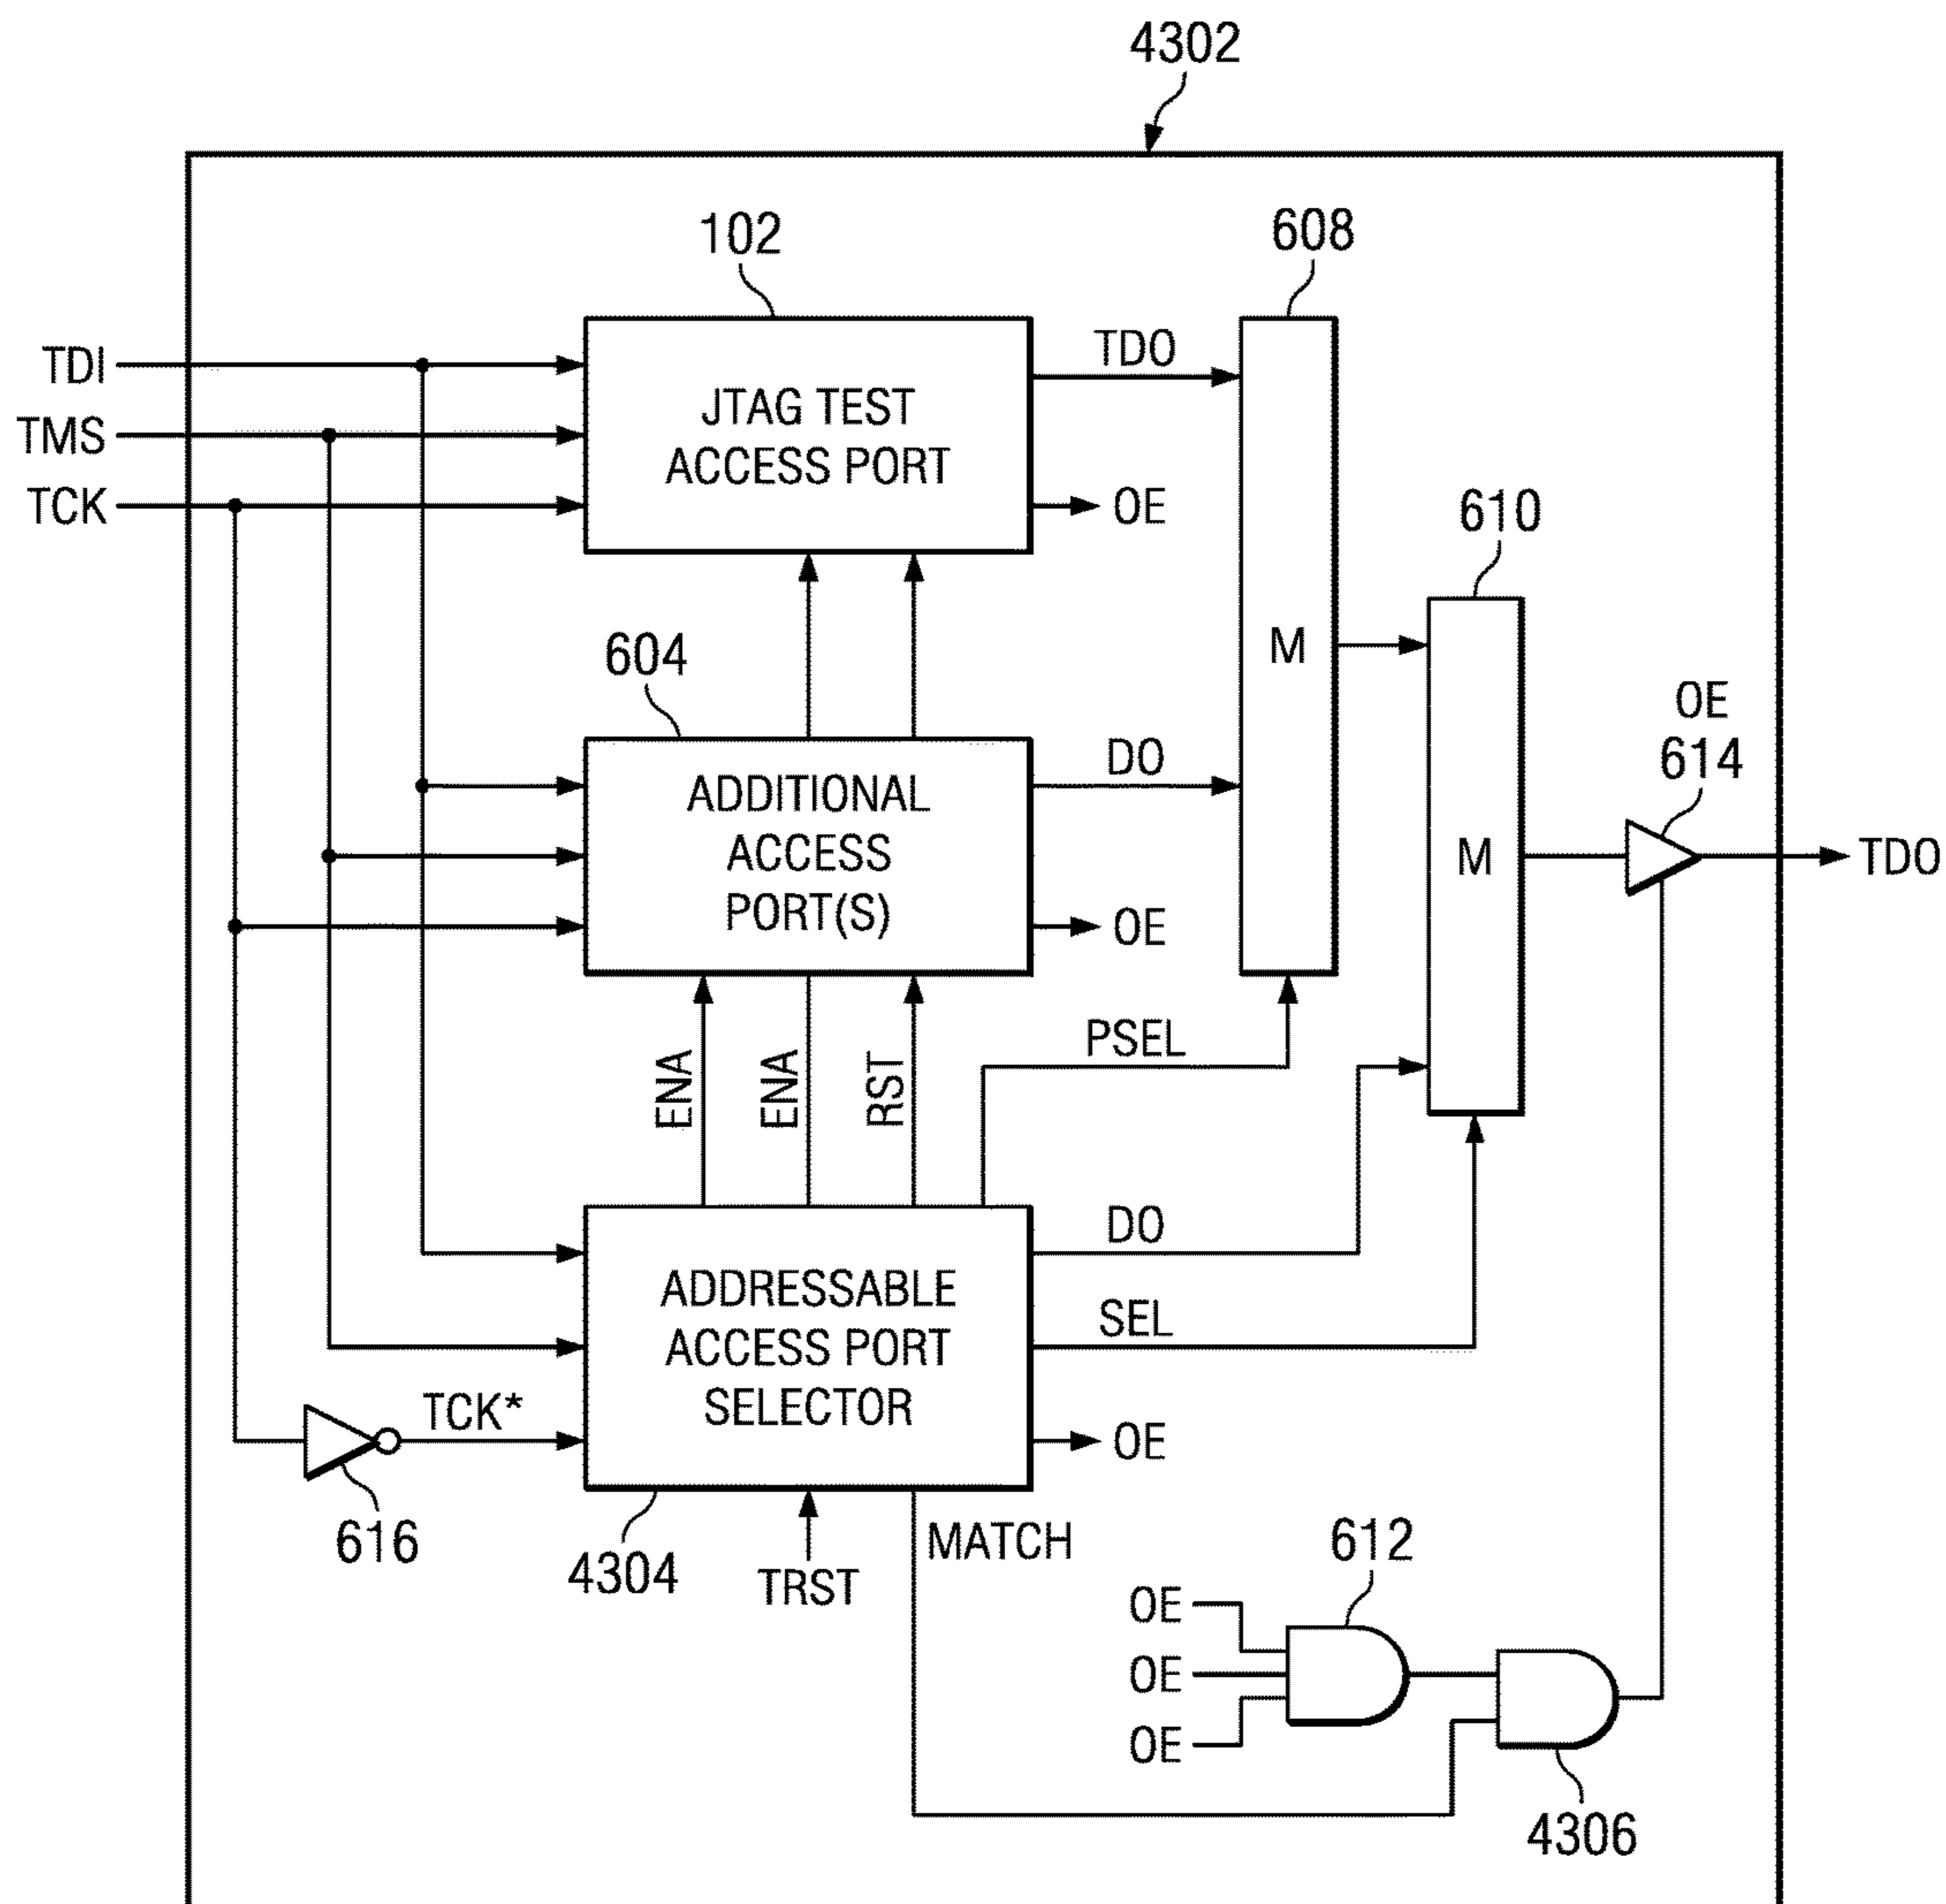 4302
102
608
TDI
TMS
TCK
JTAG TEST
ACCESS PORT
TDO
OE
610
604
ADDITIONAL
ACCESS
PORT(S)
DO
OE
M
M
OE
614
TDO
ENA
ENA
RST
PSEL
ADDRESSABLE
ACCESS PORT
SELECTOR
DO
SEL
OE
TCK*
616
4304
TRST
MATCH
612
OE
OE
OE
4306